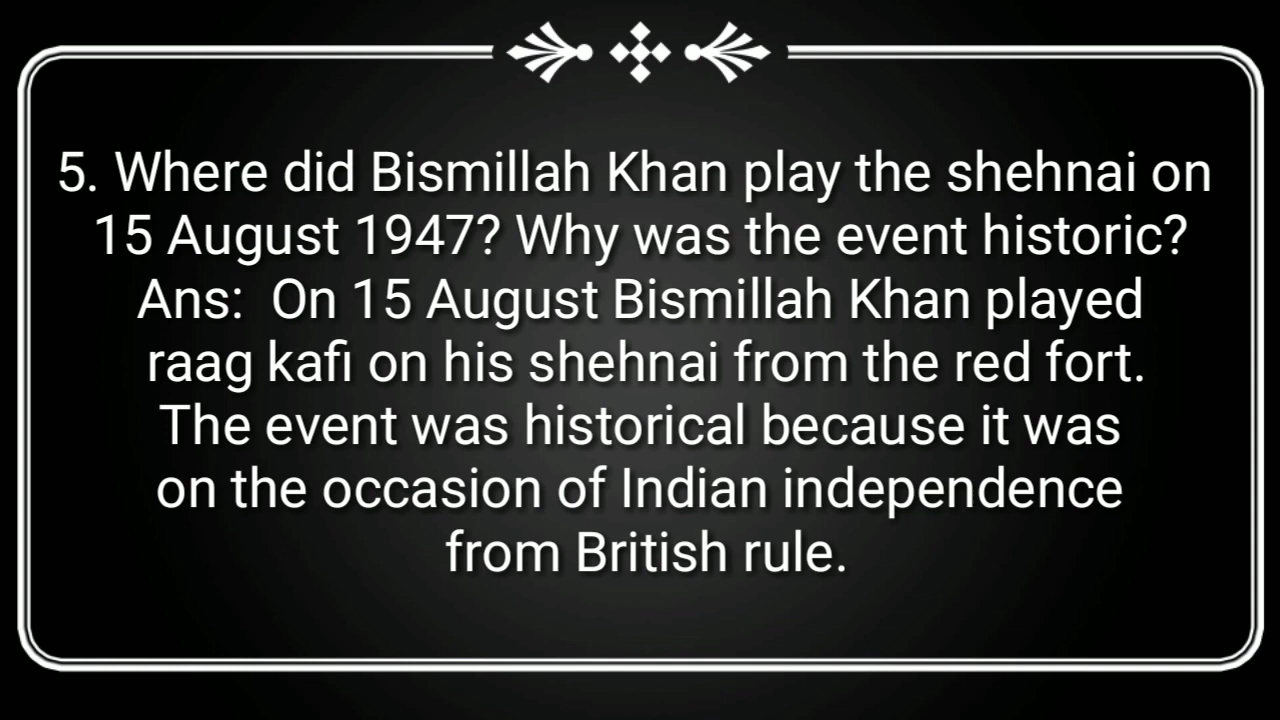 5. Where did Bismillah Khan play the shehnai on
15 August 1947? Why was the event historic?
Ans:  On 15 August Bismillah Khan played
raag kafi on his shehnai from the red fort.
The event was historical because it was
on the occasion of Indian independence
from British rule.